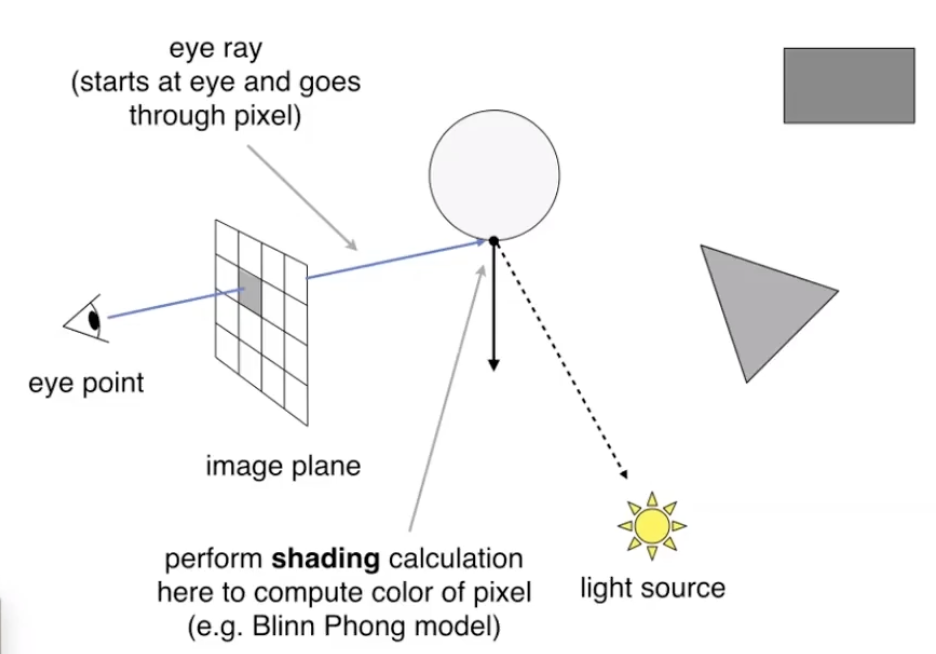 eye ray
(starts at eye and goes
through pixel)
eye point
image plane
perform shading calculation
here to compute color of pixel
(e.g. Blinn Phong model)
light source